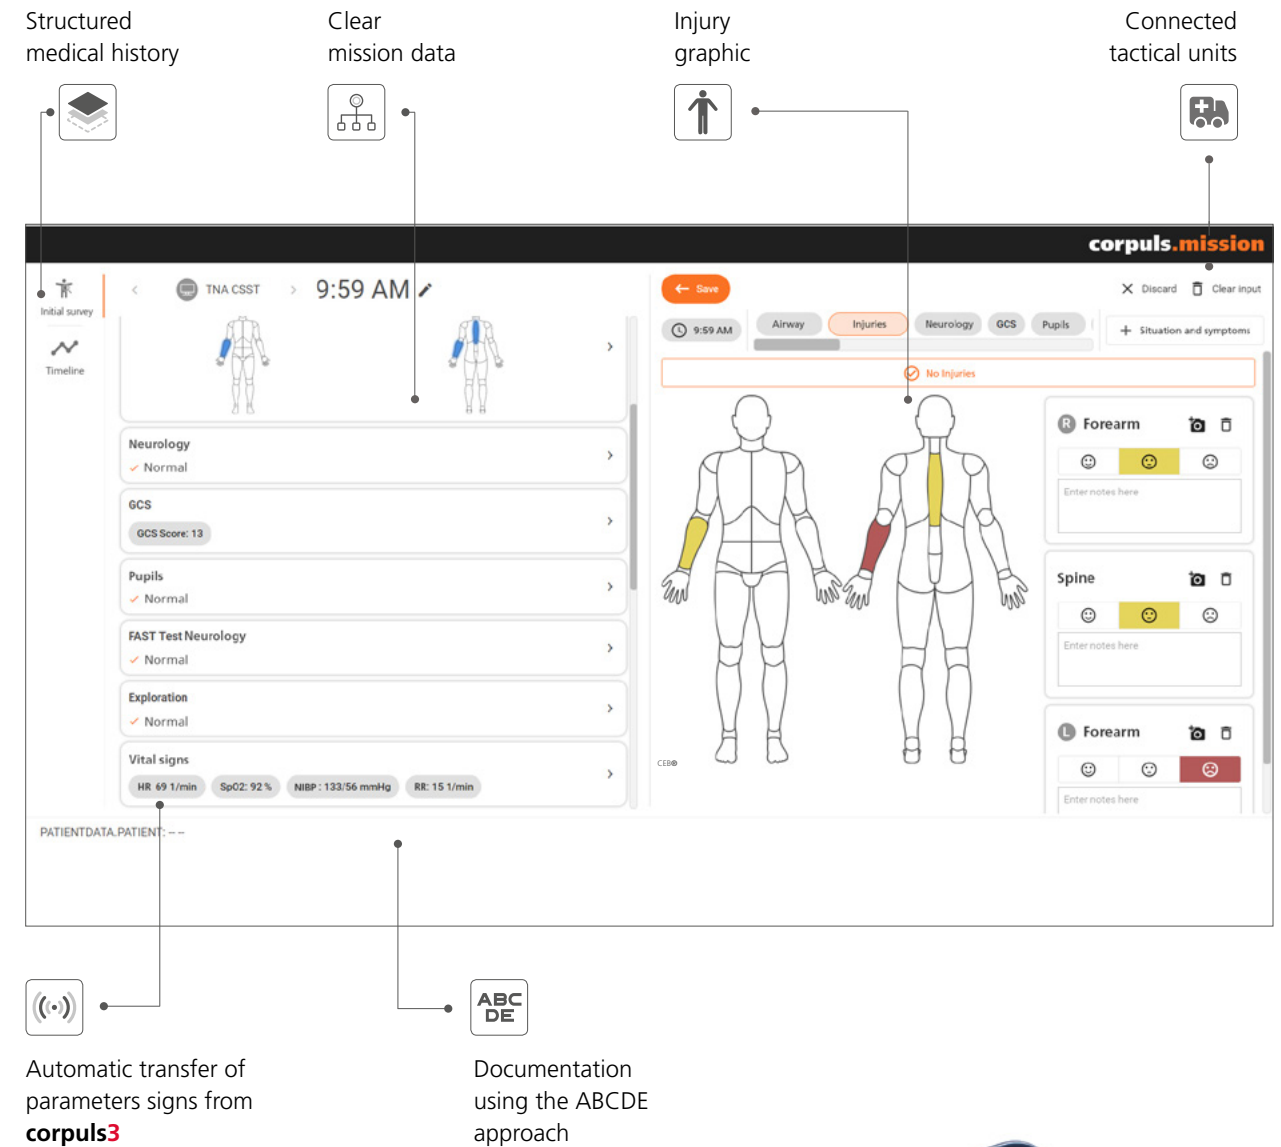 Structured
medical history
Clear
mission data
Injury
graphic
Connected
tactical units
corpuls.mission
Initial survey
Timeline
TNA CSST
9:59 AM
Neurology
Normal
GCS
GCS Score: 13
Pupils
Normal
FAST Test Neurology
Normal
Exploration
Normal
Vital signs
HR 69 1/min SpO2: 92 % NIBP : 133/56 mmHg RR: 15 1/min
PATIENTDATA.PATIENT: – –
Save
Discard Clear input
9:59 AM Airway Injuries Neurology GCS Pupils + Situation and symptoms
No Injuries
R Forearm
Enter notes here
Spine
Enter notes here
L Forearm
Enter notes here
CEB®
ABC
DE
Automatic transfer of
parameters signs from
corpuls3
Documentation
using the ABCDE
approach